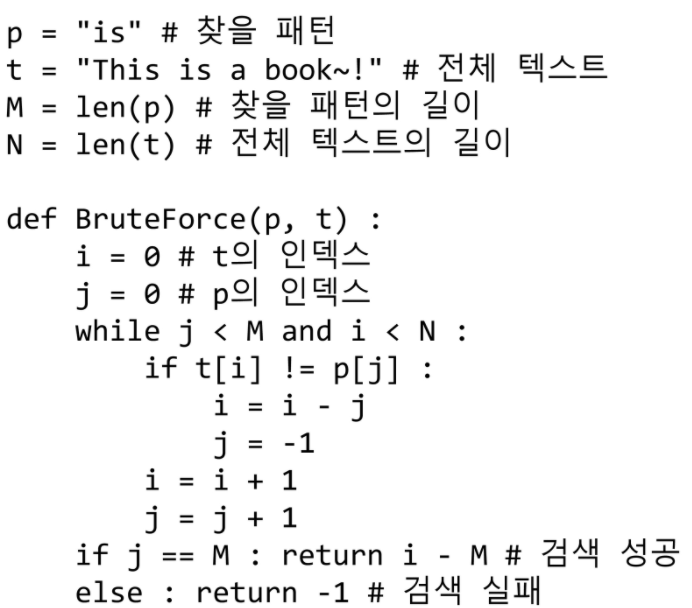 p = "is" # 찾을 패턴
t = "This is a book~!" # 전체 텍스트
M = len(p) # 찾을 패턴의 길이
N = len(t) # 전체 텍스트의 길이

def BruteForce(p, t) :
    i = 0 # t의 인덱스
    j = 0 # p의 인덱스
    while j < M and i < N :
        if t[i] != p[j] :
            i = i - j
            j = -1
        i = i + 1
        j = j + 1
    if j == M : return i - M # 검색 성공
    else : return -1 # 검색 실패